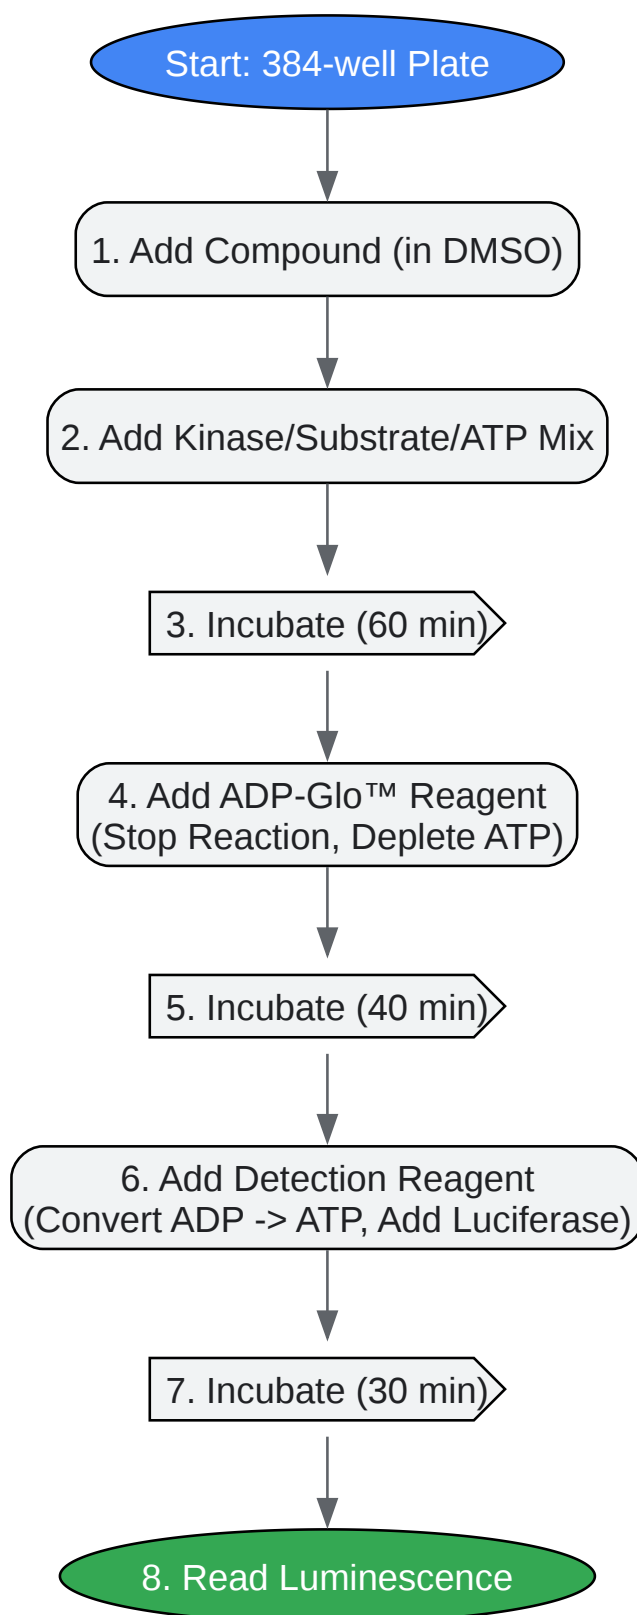 Start: 384-well Plate
1. Add Compound (in DMSO)
2. Add Kinase/Substrate/ATP Mix
3. Incubate (60 min)
4. Add ADP-Glo™ Reagent
(Stop Reaction, Deplete ATP)
5. Incubate (40 min)
6. Add Detection Reagent
(Convert ADP -> ATP, Add Luciferase)
7. Incubate (30 min)
8. Read Luminescence